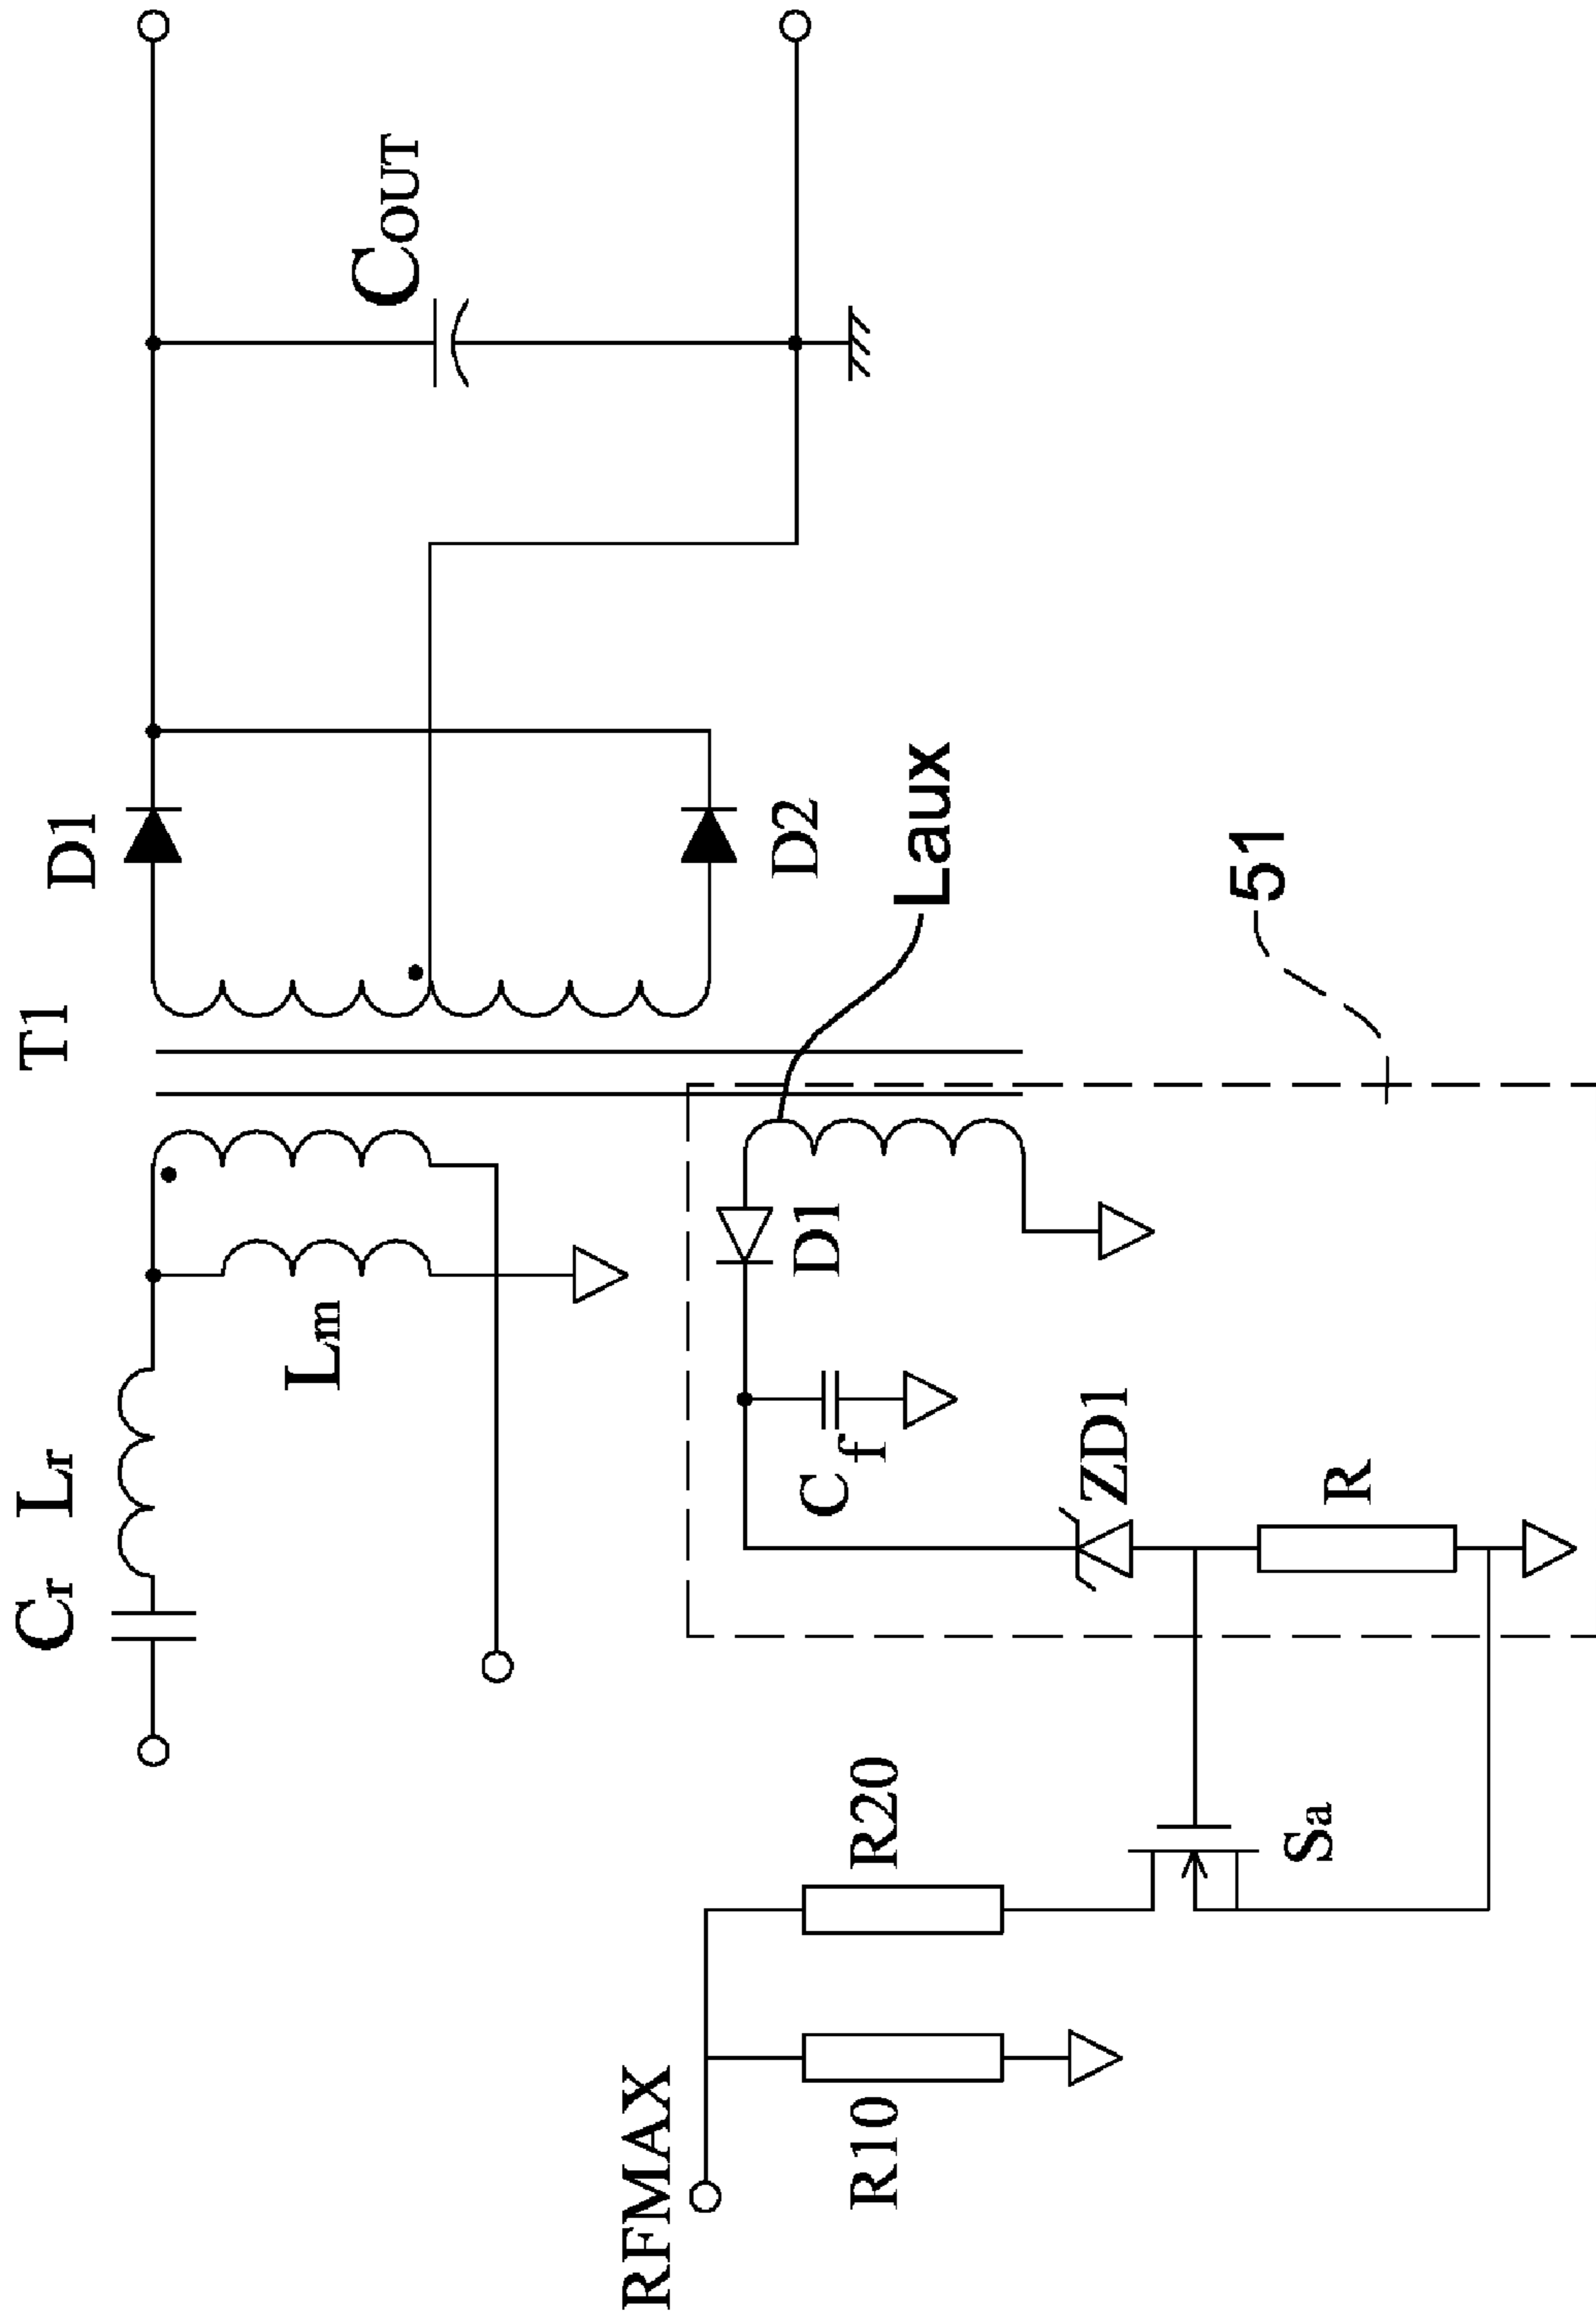 Cr Lr
T1
D1
COUT
Lm
D2
Laux
D1
Cf
51
RFMAX
R10
R20
Sa
ZD1
R